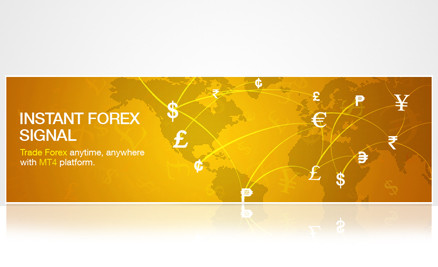 INSTANT FOREX
SIGNAL
Trade Forex anytime, anywhere
with MT4 platform.